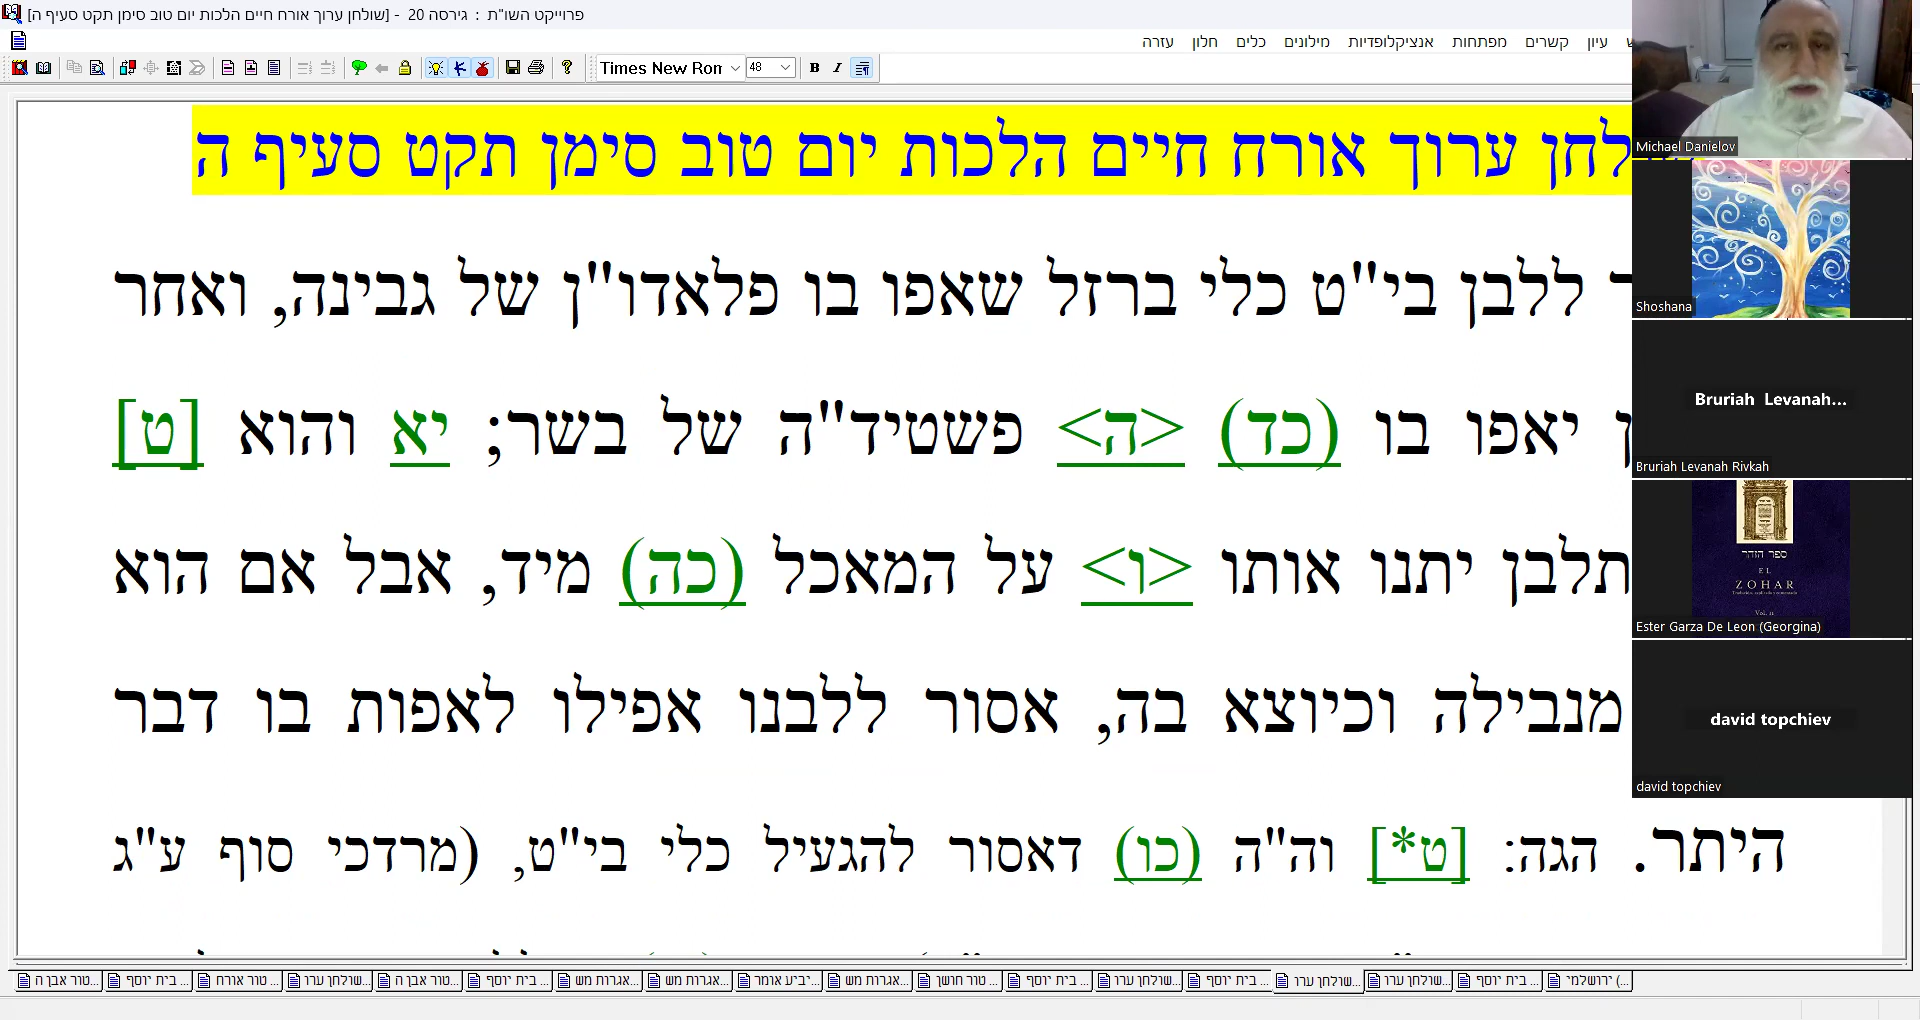 פרוייקט השו"ת : גירסה 20 - [שולחן ערוך אורח חיים הלכות יום טוב סימן תקט סעיף ה]
עיון קשרים מפתחות אנציקלופדיות מילונים כלים חלון עזרה
Times New Ron 48 B I
ערוך אורח חיים הלכות יום טוב סימן תקט סעיף ה
ללבן בי"ט כלי ברזל שאפו בו פלאדו"ן של גבינה, ואחר
יאפו בו (כד) <ה> פשטיד"ה של בשר; יא והוא [ט]
יתנו אותו <ו> על המאכל (כה) מיד, אבל אם הוא
מנבילה וכיוצא בה, אסור ללבנו אפילו לאפות בו דבר
היתר. הגה: [ט*] וה"ה (כו) דאסור להגעיל כלי בי"ט, (מרדכי סוף ע"ג
Michael Danielov
Shoshana
Bruriah Levanah...
Bruriah Levanah Rivkah
ספר הזהר
EL
ZOHAR
Vol. II
Ester Garza De Leon (Georgina)
david topchiev
david topchiev
ירושלמי (... בית יוסף ... שולחן ערו... שולחן ערו... בית יוסף ... שולחן ערו... בית יוסף ... טור חושן ... אגרות מש... יביע אומר... אגרות מש... אגרות מש... בית יוסף ... טור אבן ה... שולחן ערו... טור אורח ... בית יוסף ... טור אבן ה...